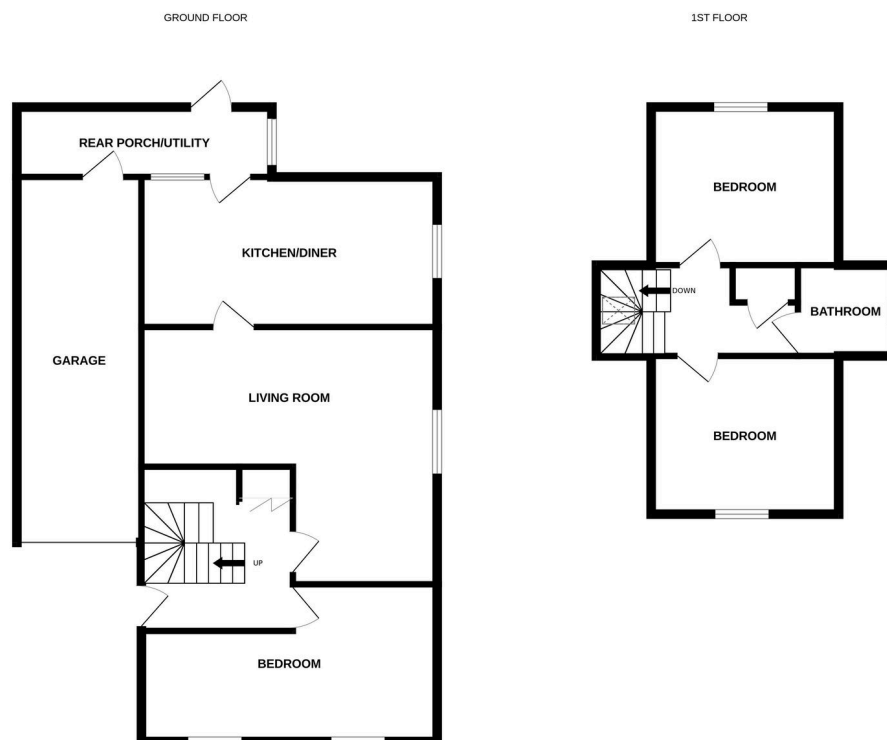 GROUND FLOOR
1ST FLOOR
REAR PORCH/UTILITY
KITCHEN/DINER
GARAGE
LIVING ROOM
UP
BEDROOM
BEDROOM
DOWN
BATHROOM
BEDROOM